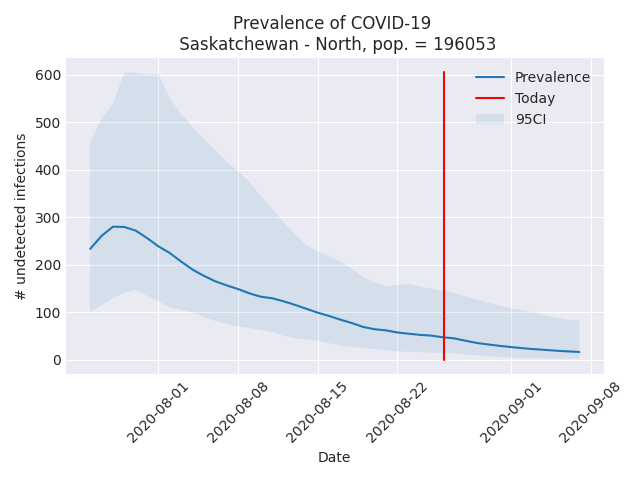 Prevalence of COVID-19
Saskatchewan - North, pop. = 196053
Prevalence
Today
95CI
600
500
400
300
200
100
0
# undetected infections
2020-08-01
2020-08-08
2020-08-15
2020-08-22
2020-09-01
2020-09-08
Date